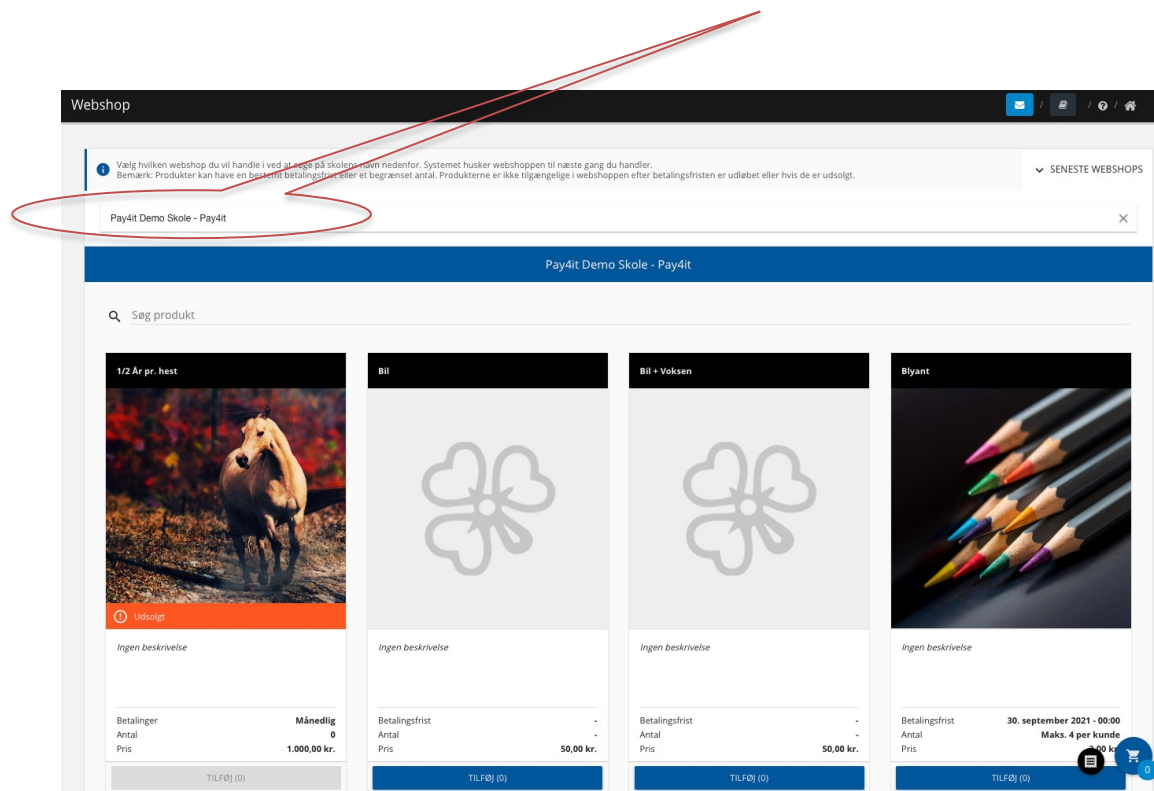 Webshop
/ / /
Vælg hvilken webshop du vil handle i ved at søge på skolens navn nedenfor. Systemet husker webshoppen til næste gang du handler.
Bemærk: Produkter kan have en bestemt betalingsfrist eller et begrænset antal. Produkterne er ikke tilgængelige i webshoppen efter betalingsfristen er udløbet eller hvis de er udsolgt.
SENESTE WEBSHOPS
Pay4it Demo Skole - Pay4it
Pay4it Demo Skole - Pay4it
Søg produkt
1/2 År pr. hest
Udsolgt
Ingen beskrivelse
Betalinger Månedlig
Antal 0
Pris 1.000,00 kr.
TILFØJ (0)
Bil
Ingen beskrivelse
Betalingsfrist -
Antal -
Pris 50,00 kr.
TILFØJ (0)
Bil + Voksen
Ingen beskrivelse
Betalingsfrist -
Antal -
Pris 50,00 kr.
TILFØJ (0)
Blyant
Ingen beskrivelse
Betalingsfrist 30. september 2021 - 00:00
Antal Maks. 4 per kunde
Pris
TILFØJ (0)
0